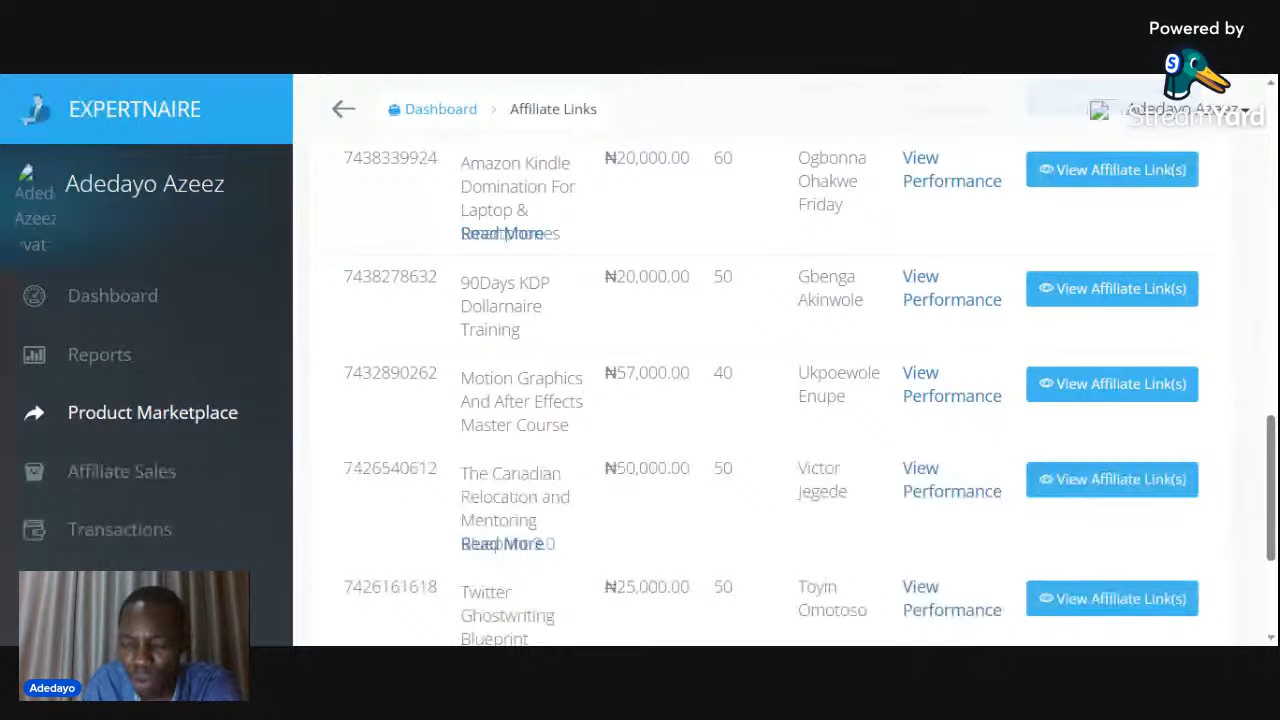 Powered by
StreamYard
EXPERTNAIRE
Dashboard
Affiliate Links
Adedayo Azeez
Adedayo Azeez
Aded
Azeez
vat
Dashboard
Reports
Product Marketplace
Affiliate Sales
Transactions
7438339924
Amazon Kindle
Domination For
Laptop &
Smartphones
Read More
₦20,000.00
60
Ogbonna
Ohakwe
Friday
View
Performance
View Affiliate Link(s)
7438278632
90Days KDP
Dollarnaire
Training
₦20,000.00
50
Gbenga
Akinwole
View
Performance
View Affiliate Link(s)
7432890262
Motion Graphics
And After Effects
Master Course
₦57,000.00
40
Ukpoewole
Enupe
View
Performance
View Affiliate Link(s)
7426540612
The Canadian
Relocation and
Mentoring
Read More
₦50,000.00
50
Victor
Jegede
View
Performance
View Affiliate Link(s)
7426161618
Twitter
Ghostwriting
Blueprint
₦25,000.00
50
Toyin
Omotoso
View
Performance
View Affiliate Link(s)
Adedayo